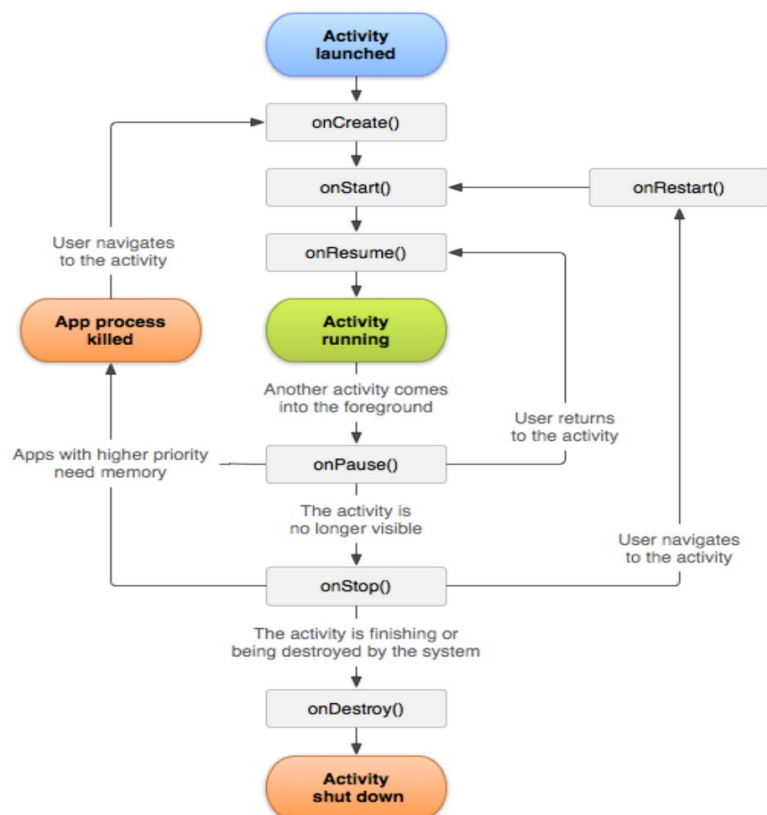 Activity
launched
onCreate()
onStart()
onRestart()
User navigates
to the activity
onResume()
App process
killed
Activity
running
Another activity comes
into the foreground
User returns
to the activity
Apps with higher priority
need memory
onPause()
The activity is
no longer visible
User navigates
to the activity
onStop()
The activity is finishing or
being destroyed by the system
onDestroy()
Activity
shut down